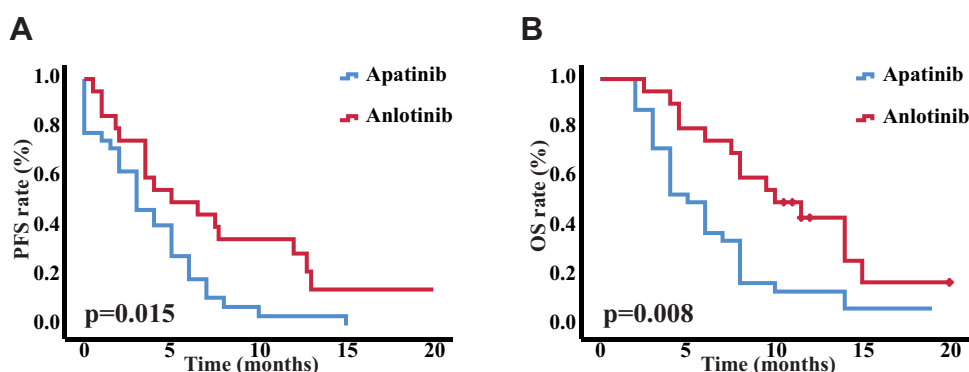 A
PFS rate (%)
1.0
0.8
0.6
0.4
0.2
0.0
Apatinib
Anlotinib
p=0.015
0
5
10
15
20
Time (months)
B
OS rate (%)
1.0
0.8
0.6
0.4
0.2
0.0
Apatinib
Anlotinib
p=0.008
0
5
10
15
20
Time (months)